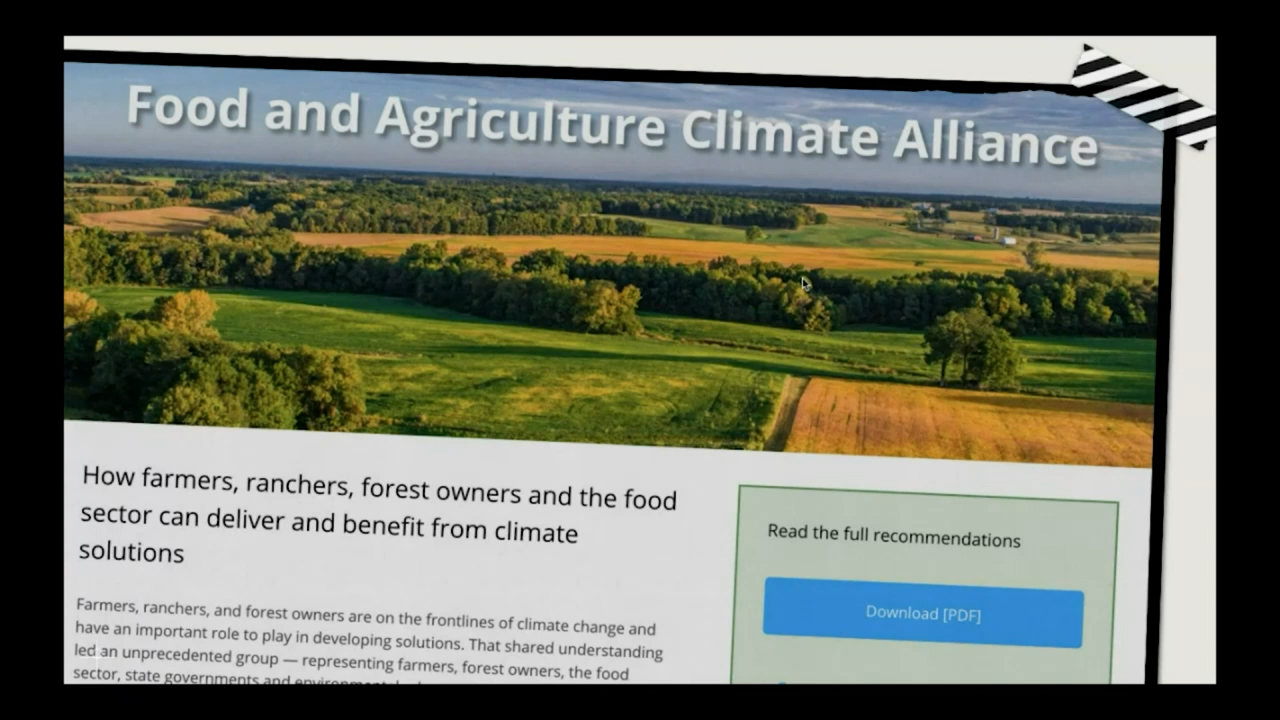 Food and Agriculture Climate Alliance
How farmers, ranchers, forest owners and the food
sector can deliver and benefit from climate
solutions
Read the full recommendations
Download [PDF]
Farmers, ranchers, and forest owners are on the frontlines of climate change and
have an important role to play in developing solutions. That shared understanding
led an unprecedented group — representing farmers, forest owners, the food
sector, state governments and